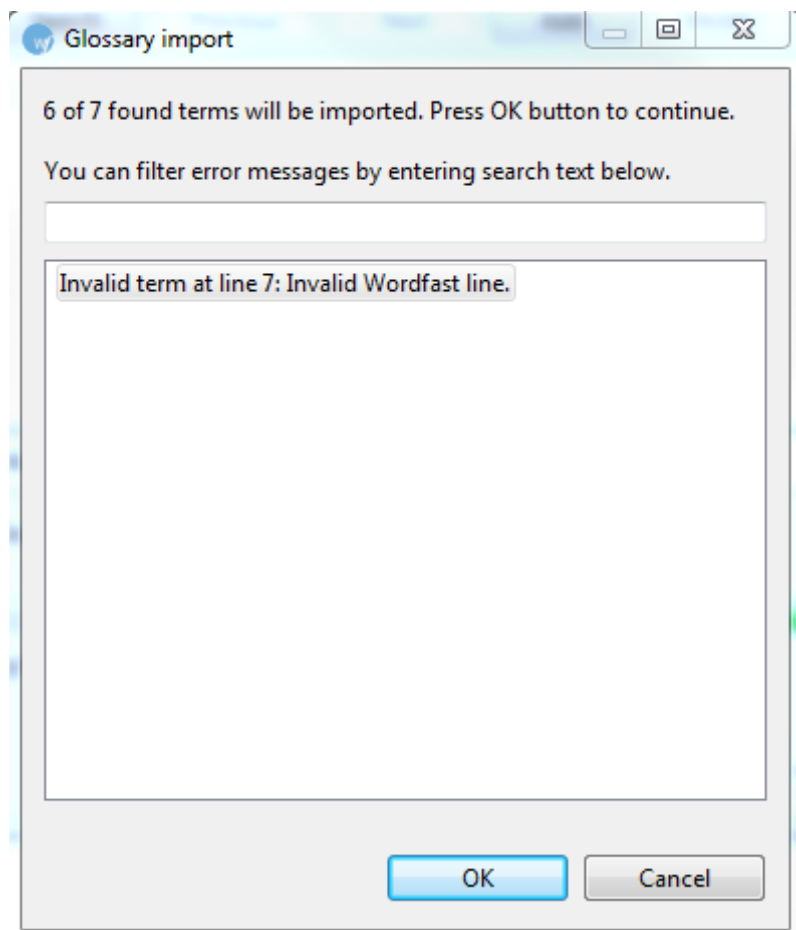 Glossary import
6 of 7 found terms will be imported. Press OK button to continue.
You can filter error messages by entering search text below.
Invalid term at line 7: Invalid Wordfast line.
OK Cancel